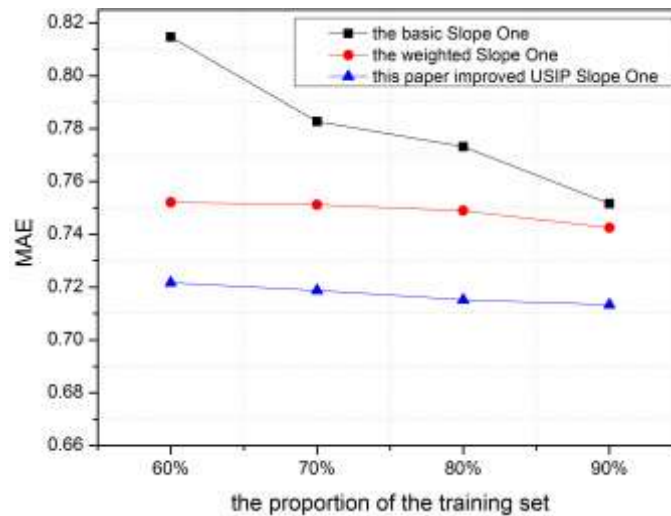 0.82
0.80
0.78
0.76
0.74
0.72
0.70
0.68
0.66
MAE
the basic Slope One
the weighted Slope One
this paper improved USIP Slope One
60% 70% 80% 90%
the proportion of the training set